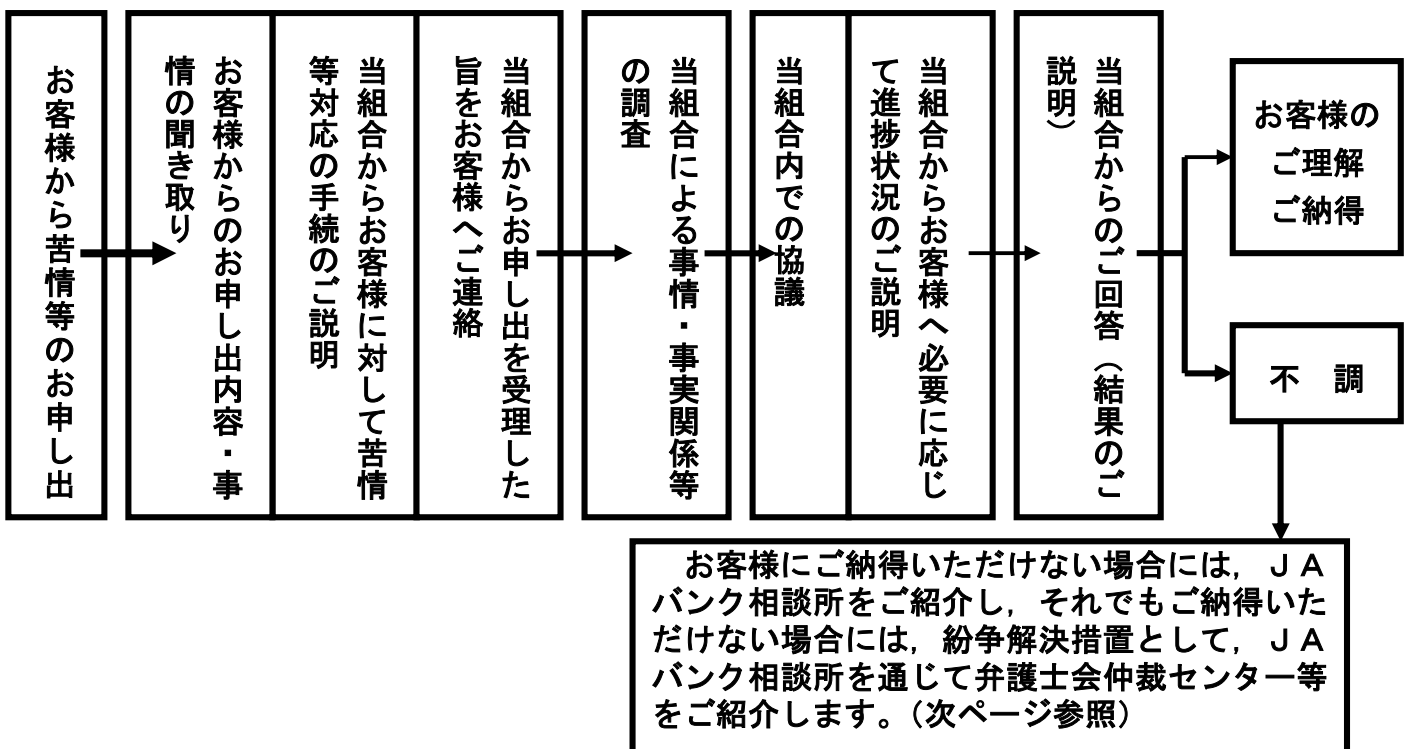 お客様から苦情等のお申し出
お客様からのお申し出内容・事
情の聞き取り
当組合からお客様に対して苦情
等対応の手続のご説明
当組合からお申し出を受理した
旨をお客様へご連絡
当組合による事情・事実関係等
の調査
当組合内での協議
当組合からお客様へ必要に応じ
て進捗状況のご説明
当組合からのご回答（結果のご
説明）
お客様の
ご理解
ご納得
不　調
　お客様にご納得いただけない場合には，ＪＡ
バンク相談所をご紹介し，それでもご納得いた
だけない場合には，紛争解決措置として，ＪＡ
バンク相談所を通じて弁護士会仲裁センター等
をご紹介します。（次ページ参照）